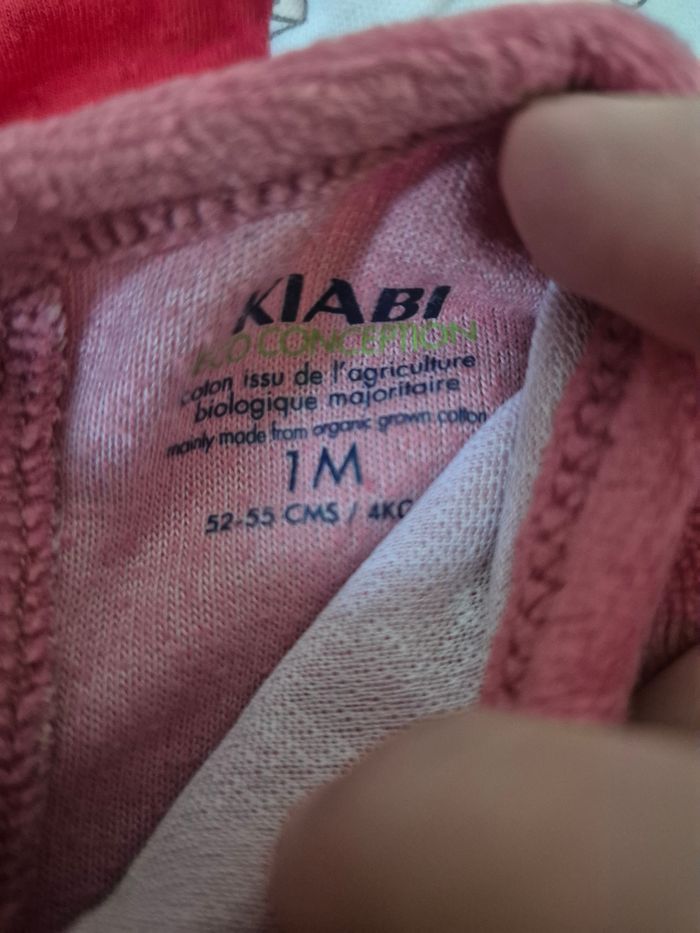 KIABI
ECO CONCEPTION
coton issu de l'agriculture
biologique majoritaire
mainly made from organic grown cotton
1M
52-55 CMS / 4KG